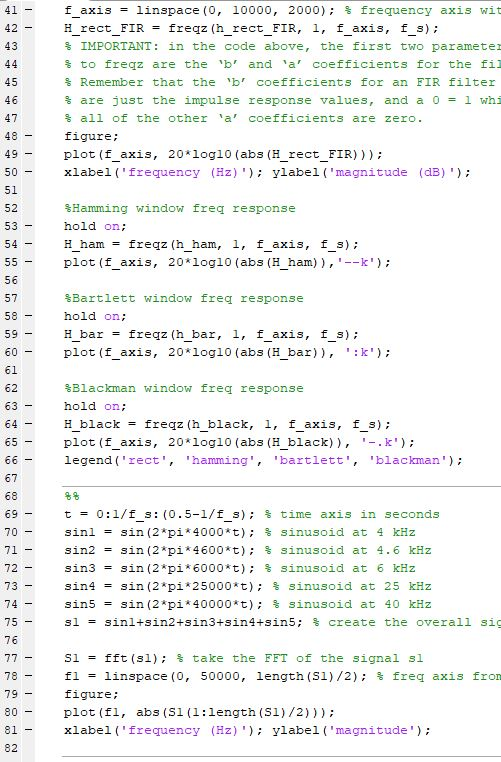 41 – f_axis = linspace(0, 10000, 2000); % frequency axis wit
42 – H_rect_FIR = freqz(h_rect_FIR, 1, f_axis, f_s);
43 % IMPORTANT: in the code above, the first two parameter
44 % to freqz are the 'b' and 'a' coefficients for the fil
45 % Remember that the 'b' coefficients for an FIR filter
46 % are just the impulse response values, and a 0 = 1 whi
47 % all of the other 'a' coefficients are zero.
48 – figure;
49 – plot(f_axis, 20*log10(abs(H_rect_FIR)));
50 – xlabel('frequency (Hz)'); ylabel('magnitude (dB)');
51
52 %Hamming window freq response
53 – hold on;
54 – H_ham = freqz(h_ham, 1, f_axis, f_s);
55 – plot(f_axis, 20*log10(abs(H_ham)),'--k');
56
57 %Bartlett window freq response
58 – hold on;
59 – H_bar = freqz(h_bar, 1, f_axis, f_s);
60 – plot(f_axis, 20*log10(abs(H_bar)), ':k');
61
62 %Blackman window freq response
63 – hold on;
64 – H_black = freqz(h_black, 1, f_axis, f_s);
65 – plot(f_axis, 20*log10(abs(H_black)), '-.k');
66 – legend('rect', 'hamming', 'bartlett', 'blackman');
67
68 %%
69 – t = 0:1/f_s:(0.5-1/f_s); % time axis in seconds
70 – sin1 = sin(2*pi*4000*t); % sinusoid at 4 kHz
71 – sin2 = sin(2*pi*4600*t); % sinusoid at 4.6 kHz
72 – sin3 = sin(2*pi*6000*t); % sinusoid at 6 kHz
73 – sin4 = sin(2*pi*25000*t); % sinusoid at 25 kHz
74 – sin5 = sin(2*pi*40000*t); % sinusoid at 40 kHz
75 – s1 = sin1+sin2+sin3+sin4+sin5; % create the overall sig
76
77 – S1 = fft(s1); % take the FFT of the signal s1
78 – f1 = linspace(0, 50000, length(S1)/2); % freq axis from
79 – figure;
80 – plot(f1, abs(S1(1:length(S1)/2)));
81 – xlabel('frequency (Hz)'); ylabel('magnitude');
82